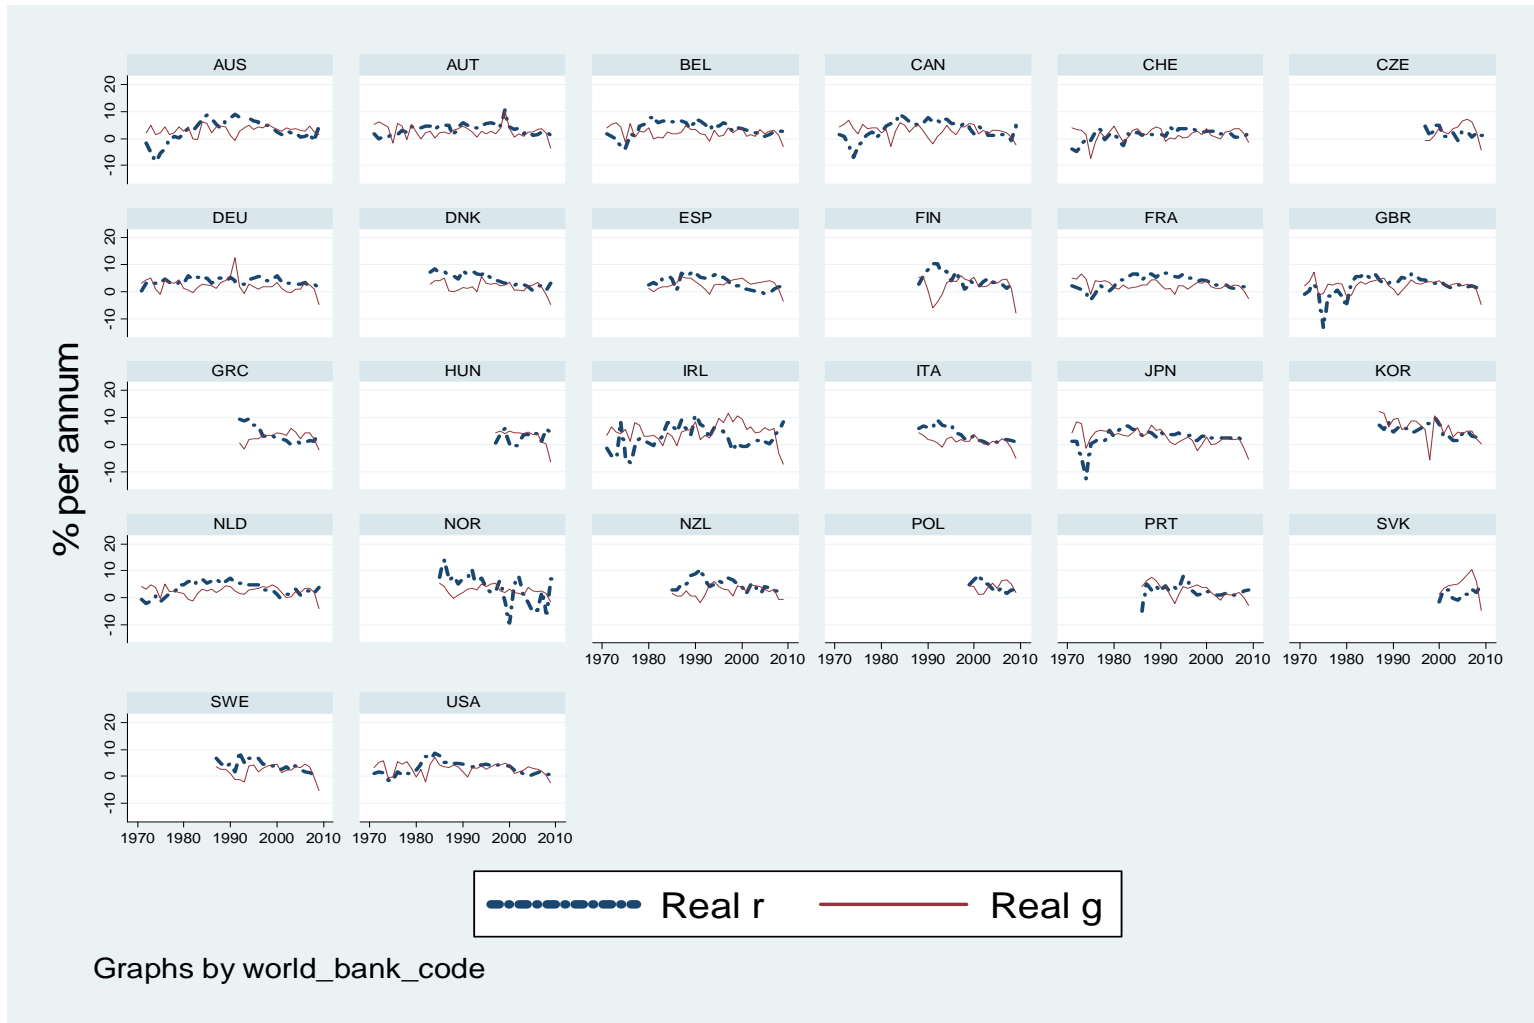 AUS AUT BEL CAN CHE CZE
20
10
0
-10
DEU DNK ESP FIN FRA GBR
20
10
0
-10
GRC HUN IRL ITA JPN KOR
20
10
0
-10
NLD NOR NZL POL PRT SVK
20
10
0
-10
1970 1980 1990 2000 2010 1970 1980 1990 2000 2010 1970 1980 1990 2000 2010 1970 1980 1990 2000 2010
SWE USA
20
10
0
-10
1970 1980 1990 2000 2010 1970 1980 1990 2000 2010
% per annum
Real r Real g
Graphs by world_bank_code